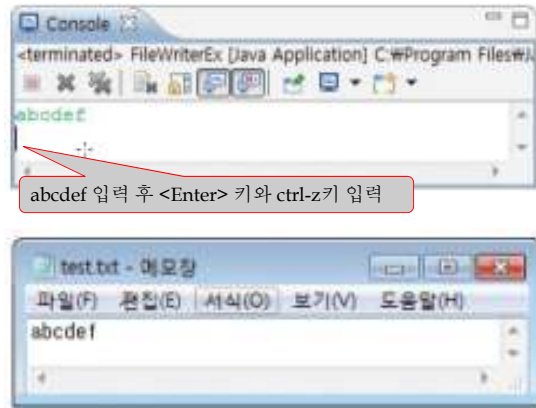 Console
<terminated> FileWriterEx [Java Application] C:₩Program Files₩J
abcdef
abcdef 입력 후 <Enter> 키와 ctrl-z키 입력
test.txt - 메모장
파일(F) 편집(E) 서식(O) 보기(V) 도움말(H)
abcdef